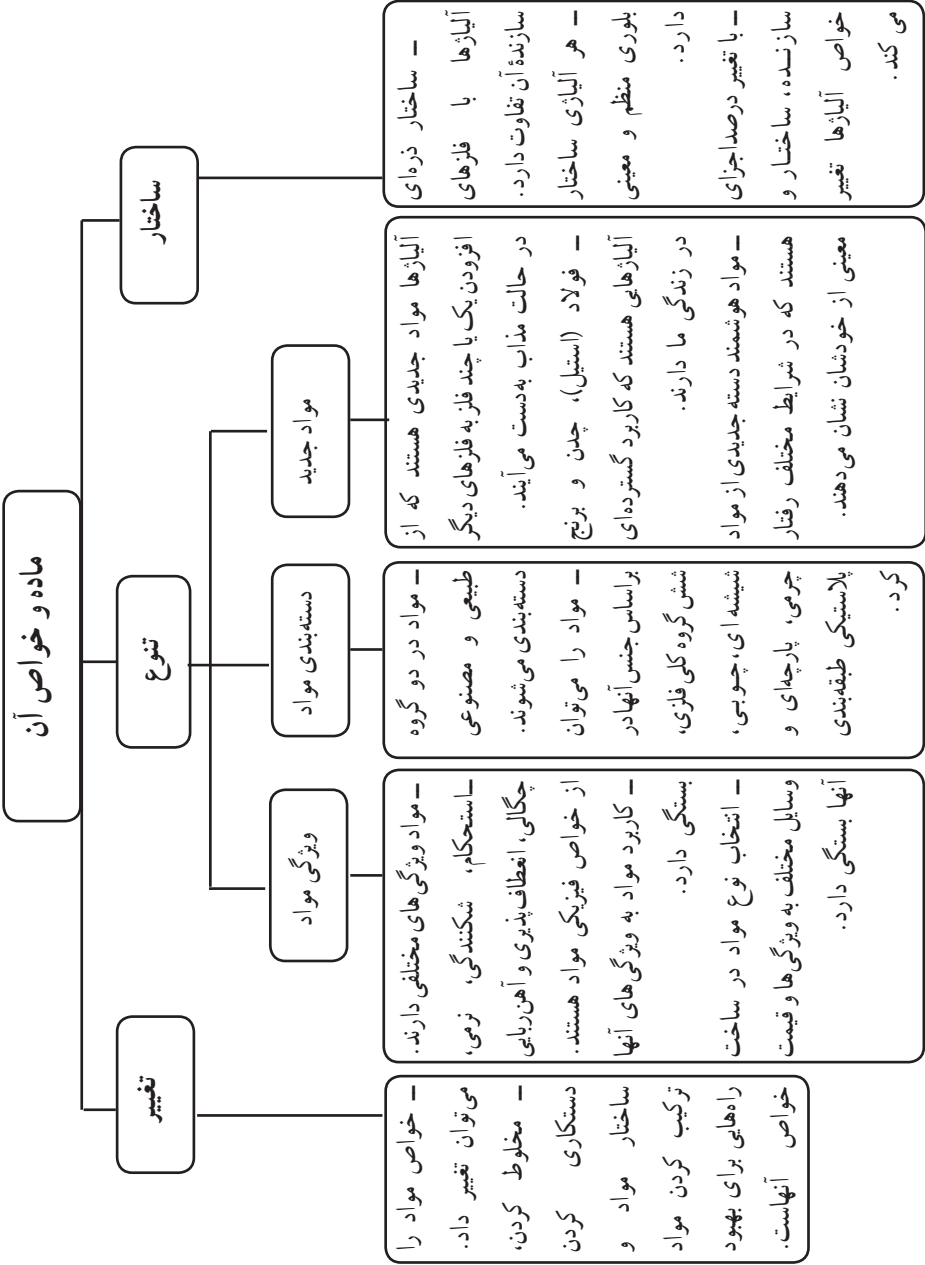 ماده و خواص آن
ساختار
تنوع
تغییر
مواد جدید
دسته‌بندی مواد
ویژگی مواد
– ساختار ذره‌ای
آلیاژها با فلزهای
سازندۀ آن تفاوت دارد.
– هر آلیاژی ساختار
بلوری منظم و معینی
دارد.
– با تغییر درصداجزای
سازنـده، ساختـار و
خواص آلیاژها تغییر
می کند.
آلیاژها مواد جدیدی هستند که از
افزودن یک یا چند فلز به فلزهای دیگر
در حالت مذاب به‌دست می‌آیند.
– فولاد (استیل)، چدن و برنج
آلیاژهایی هستند که کاربرد گسترده‌ای
در زندگی ما دارند.
– مواد هوشمند دسته جدیدی از مواد
هستند که در شرایط مختلف رفتار
معینی از خودشان نشان می‌دهند.
– مواد در دو گروه
طبیعی و مصنوعی
دسته‌بندی می‌شوند.
– مواد را می‌توان
براساس جنس آنها در
شش گروه کلی فلزی،
شیشه ای، چـوبـی،
چرمی، پارچه‌ای و
پلاستیکی طبقه‌بندی
کرد.
– مواد ویژگی های مختلفی دارند.
–استحکام، شکنندگی، نرمی،
چگالی، انعطاف پذیری و آهن‌ربایی
از خواص فیزیکی مواد هستند.
– کاربرد مواد به ویژگی های آنها
بستگی دارد.
– انتخاب نوع مواد در ساخت
وسایل مختلف به ویژگی ها و قیمت
آنها بستگی دارد.
– خواص مواد را
می‌توان تغییر داد.
– مخلوط کردن،
دستکاری کردن
ساختار مواد و
ترکیب کردن مواد
راه‌هایی برای بهبود
خواص آنهاست.